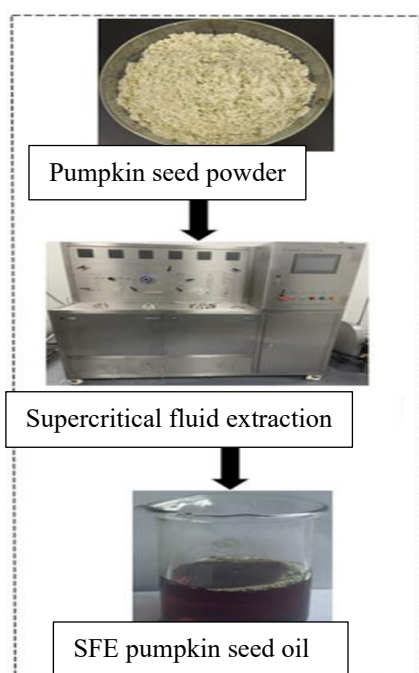 Pumpkin seed powder
Supercritical fluid extraction
SFE pumpkin seed oil